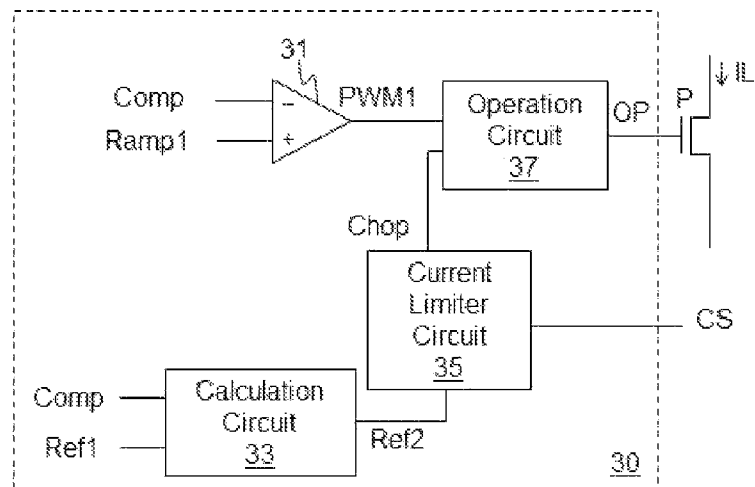 31
Comp
PWM1
Ramp1
−
+
Operation
Circuit
37
OP
P
↓ IL
Chop
Current
Limiter
Circuit
35
CS
Comp
Ref1
Calculation
Circuit
33
Ref2
30